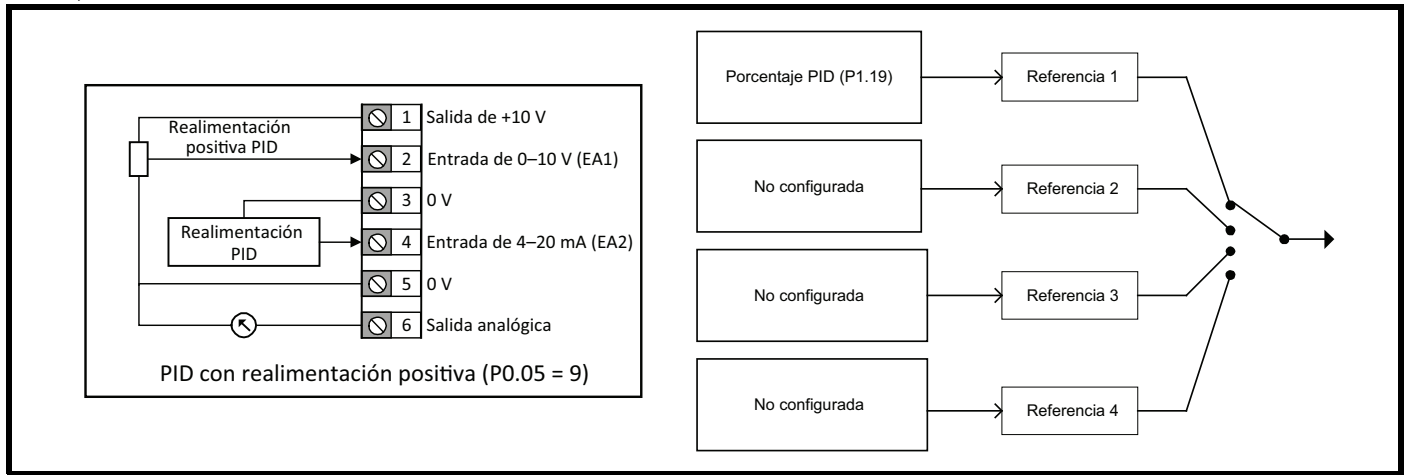 Realimentación
positiva PID
1 Salida de +10 V
2 Entrada de 0–10 V (EA1)
3 0 V
Realimentación
PID
4 Entrada de 4–20 mA (EA2)
5 0 V
6 Salida analógica
PID con realimentación positiva (P0.05 = 9)
Porcentaje PID (P1.19)
Referencia 1
No configurada
Referencia 2
No configurada
Referencia 3
No configurada
Referencia 4